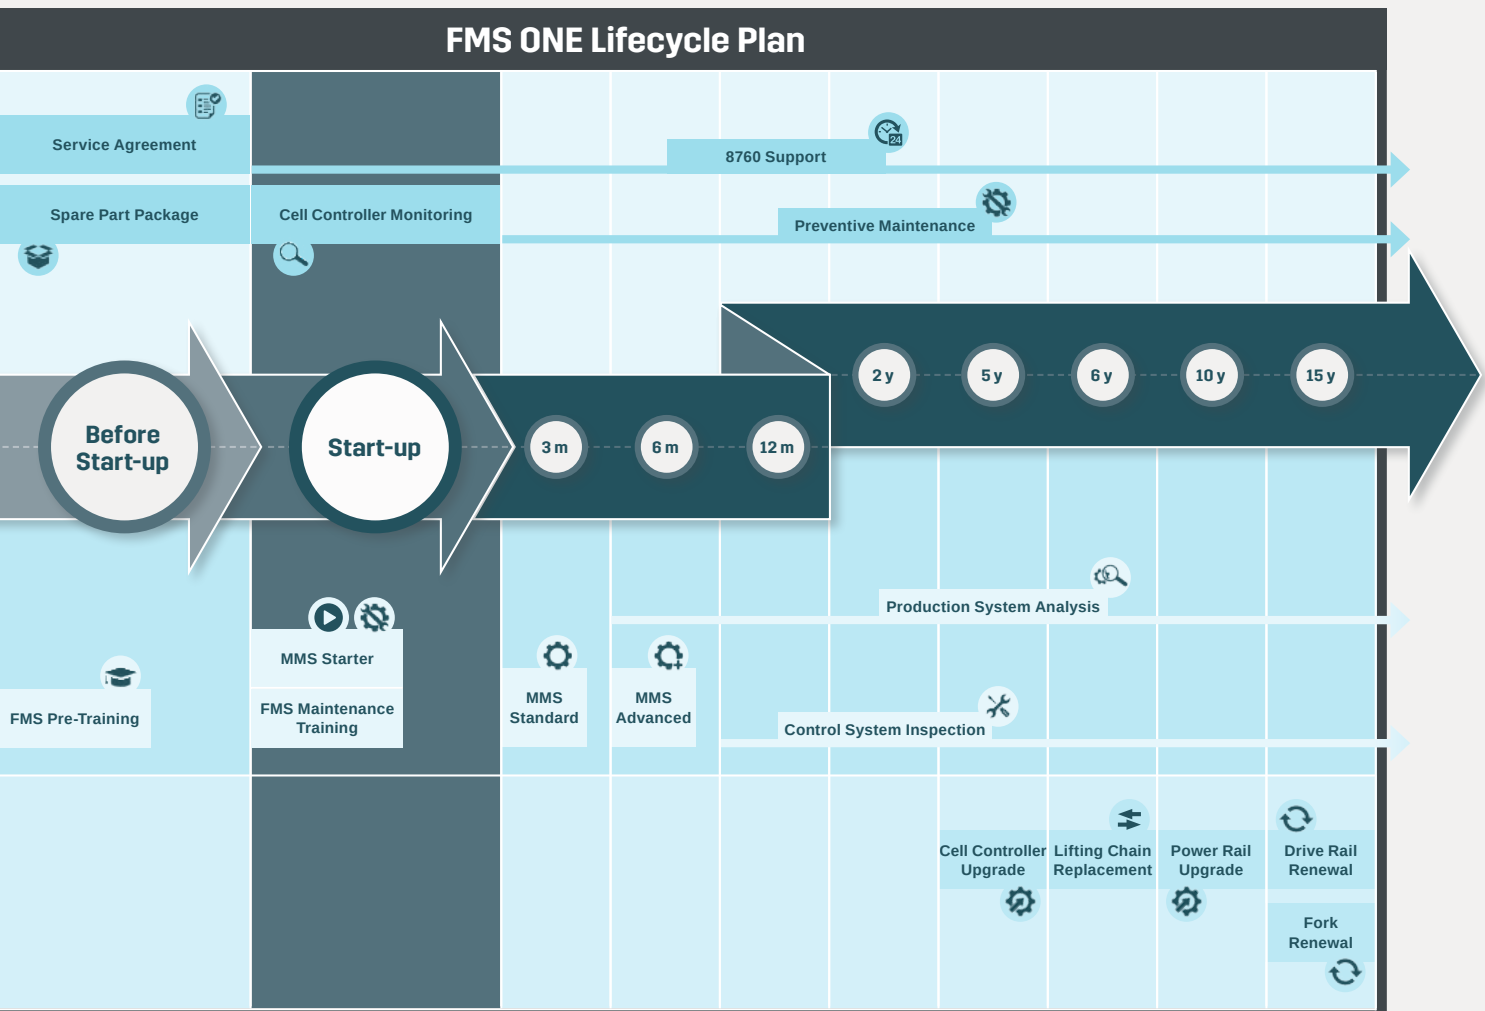 FMS ONE Lifecycle Plan
Service Agreement
24
8760 Support
Spare Part Package
Cell Controller Monitoring
Preventive Maintenance
Before
Start-up
Start-up
3 m
6 m
12 m
2 y
5 y
6 y
10 y
15 y
Production System Analysis
MMS Starter
FMS Pre-Training
FMS Maintenance
Training
MMS
Standard
MMS
Advanced
Control System Inspection
Cell Controller
Upgrade
Lifting Chain
Replacement
Power Rail
Upgrade
Drive Rail
Renewal
Fork
Renewal